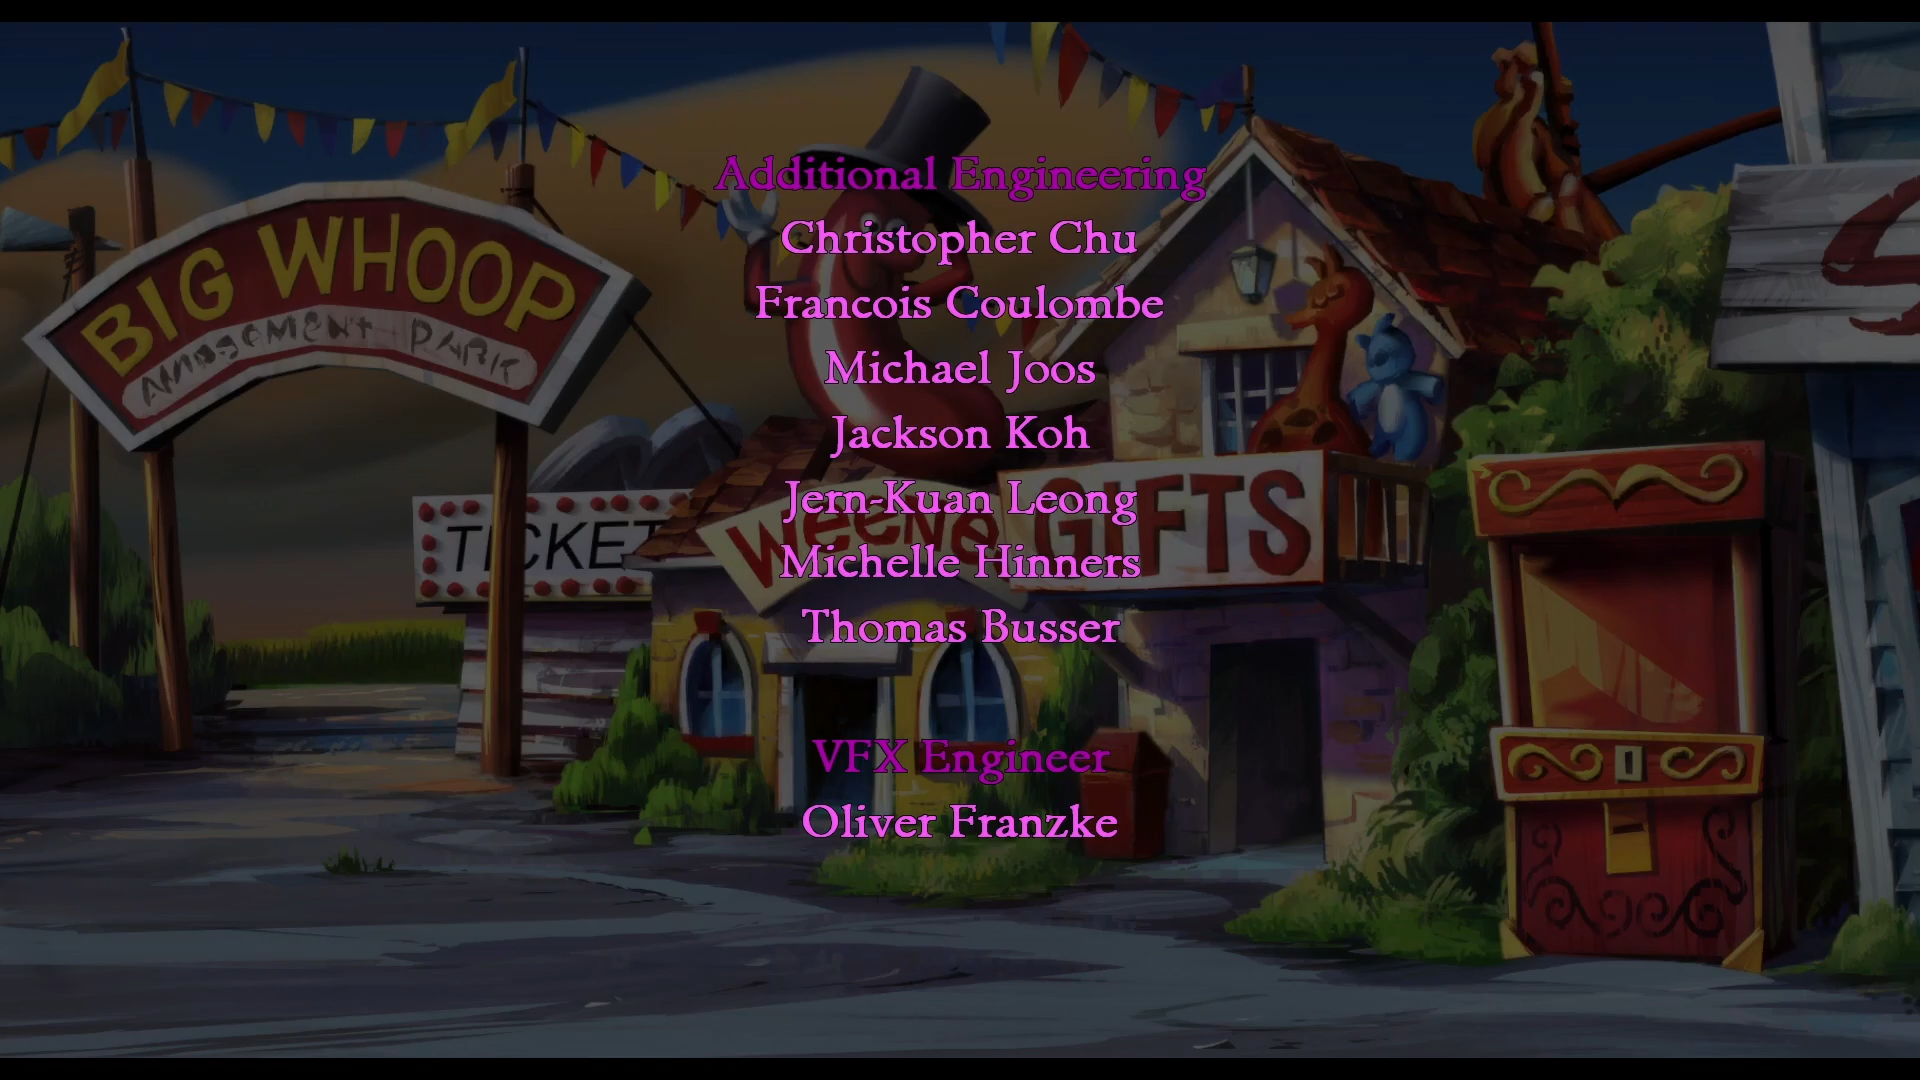 Additional Engineering
Christopher Chu
Francois Coulombe
Michael Joos
Jackson Koh
Jern-Kuan Leong
Michelle Hinners
Thomas Busser
VFX Engineer
Oliver Franzke
BIG WHOOP
AMUSEMENT PARK
TICKET
WEENE
GIFTS
S